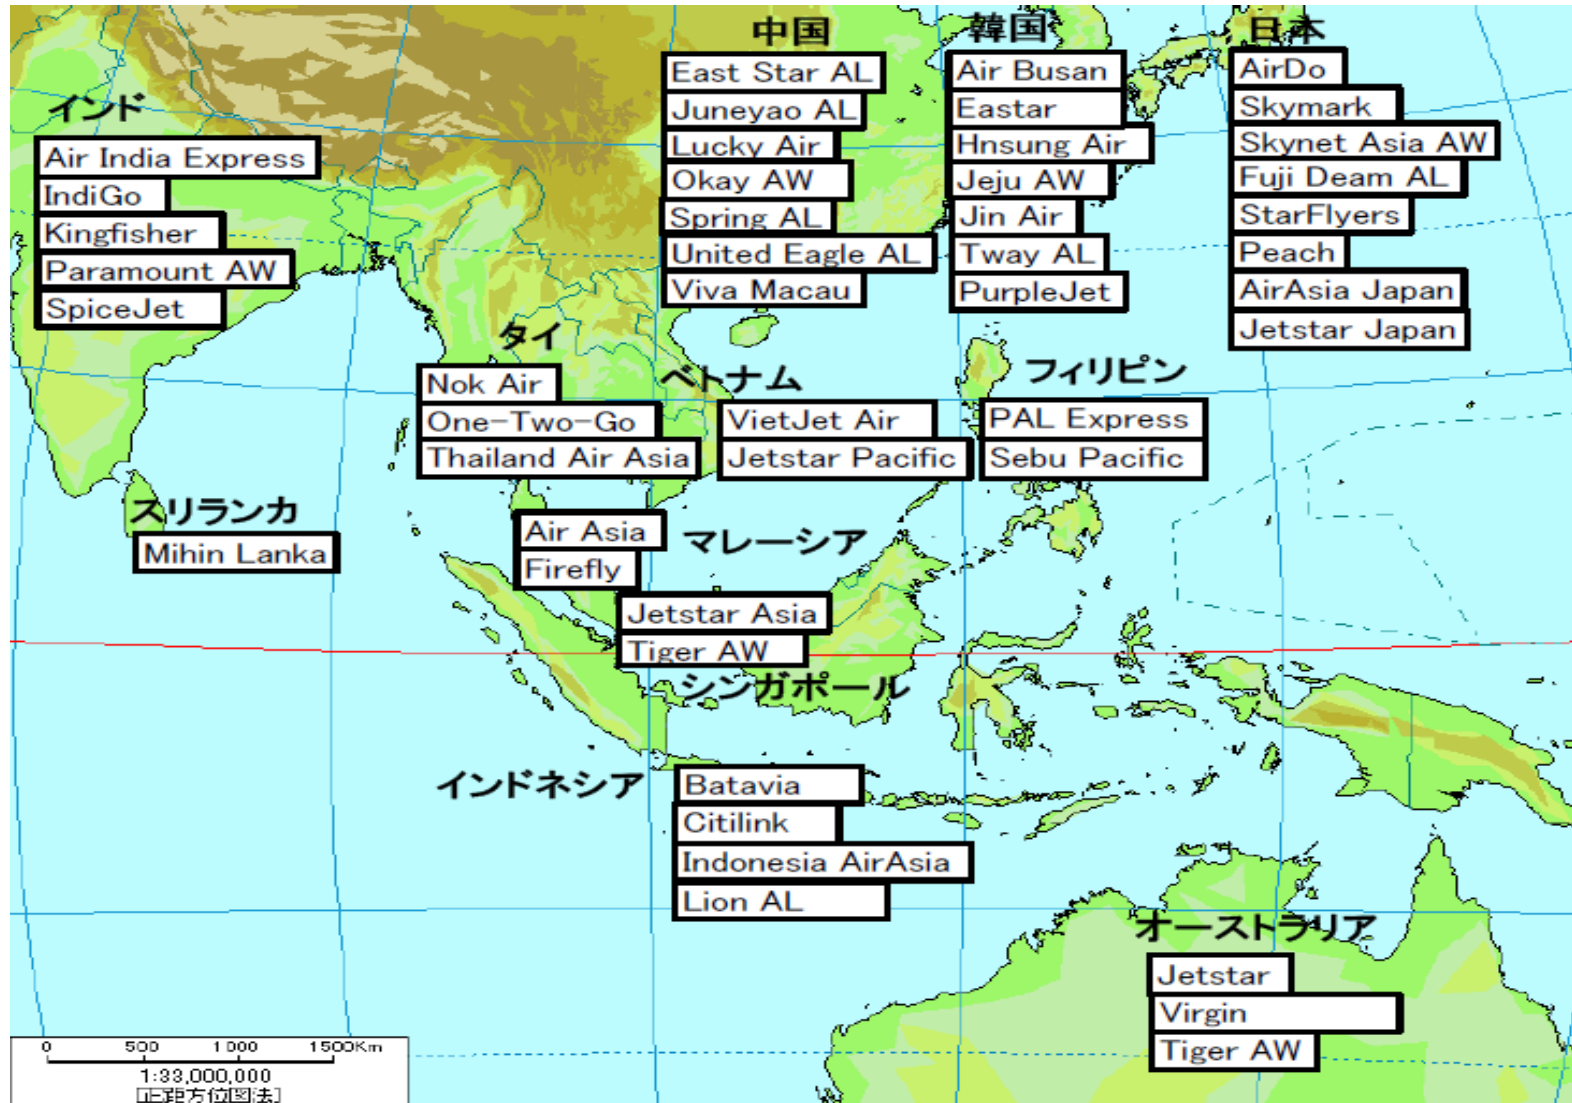 中国
East Star AL
Juneyao AL
Lucky Air
Okay AW
Spring AL
United Eagle AL
Viva Macau
韓国
Air Busan
Eastar
Hnsung Air
Jeju AW
Jin Air
Tway AL
PurpleJet
日本
AirDo
Skymark
Skynet Asia AW
Fuji Deam AL
StarFlyers
Peach
AirAsia Japan
Jetstar Japan
インド
Air India Express
IndiGo
Kingfisher
Paramount AW
SpiceJet
タイ
Nok Air
One-Two-Go
Thailand Air Asia
ベトナム
VietJet Air
Jetstar Pacific
フィリピン
PAL Express
Sebu Pacific
スリランカ
Mihin Lanka
マレーシア
Air Asia
Firefly
Jetstar Asia
Tiger AW
シンガポール
インドネシア
Batavia
Citilink
Indonesia AirAsia
Lion AL
オーストラリア
Jetstar
Virgin
Tiger AW
0 500 1000 1500Km
1:33,000,000
[正距方位図法]